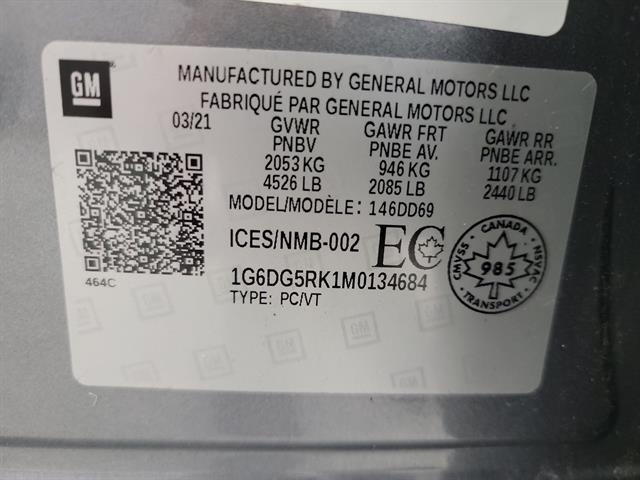 GM
MANUFACTURED BY GENERAL MOTORS LLC
FABRIQUÉ PAR GENERAL MOTORS LLC
03/21 GVWR GAWR FRT GAWR RR
PNBV PNBE AV. PNBE ARR.
2053 KG 946 KG 1107 KG
4526 LB 2085 LB 2440 LB
MODEL/MODÈLE: 146DD69
ICES/NMB-002 EC
CANADA
CMVSS 985 NSVAC
464C
1G6DG5RK1M0134684
TYPE: PC/VT